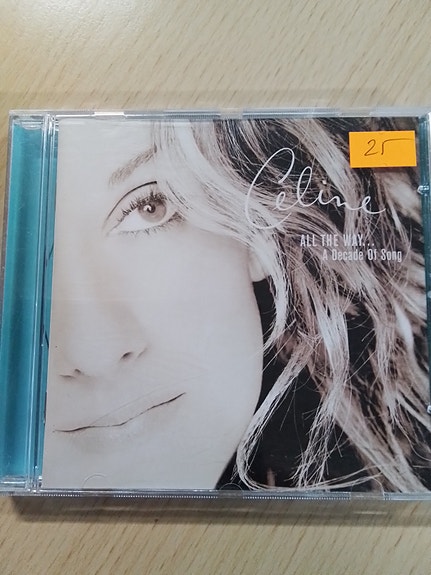 25
Celine
ALL THE WAY...
A Decade Of Song